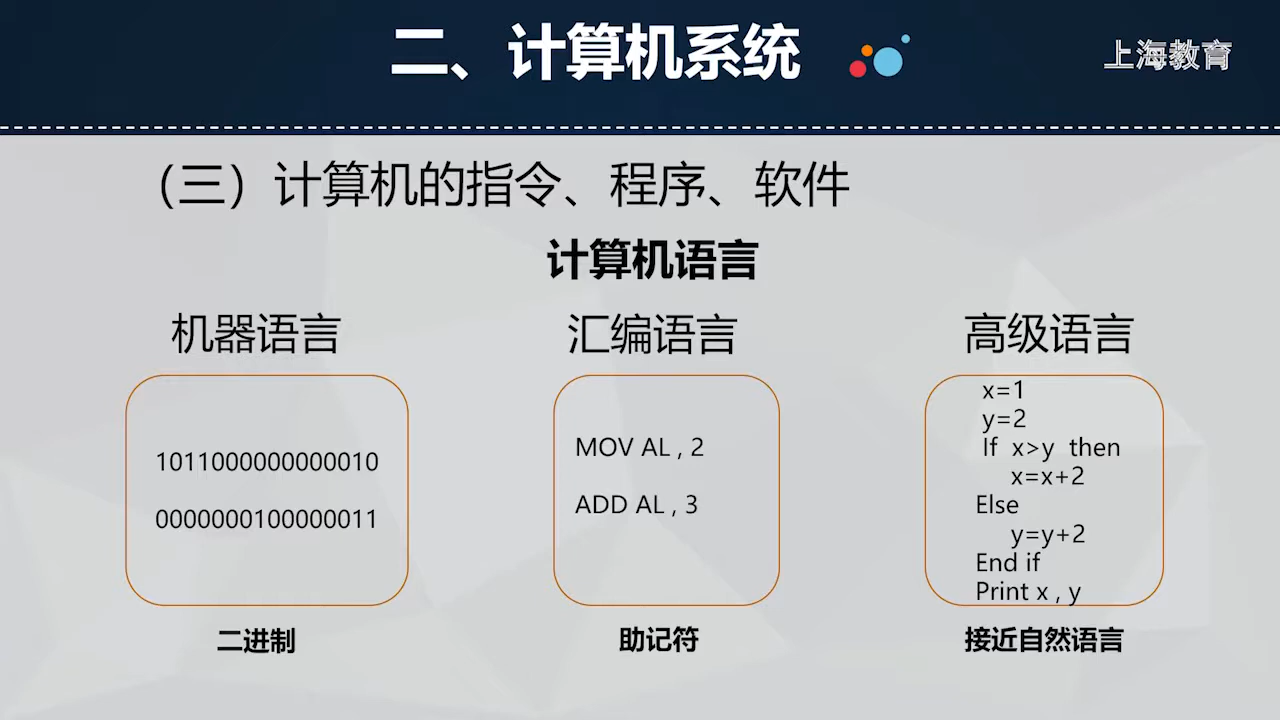 二、计算机系统
上海教育
（三）计算机的指令、程序、软件
计算机语言
机器语言
1011000000000010
0000000100000011
二进制
汇编语言
MOV AL , 2
ADD AL , 3
助记符
高级语言
x=1
y=2
If x>y then
x=x+2
Else
y=y+2
End if
Print x , y
接近自然语言